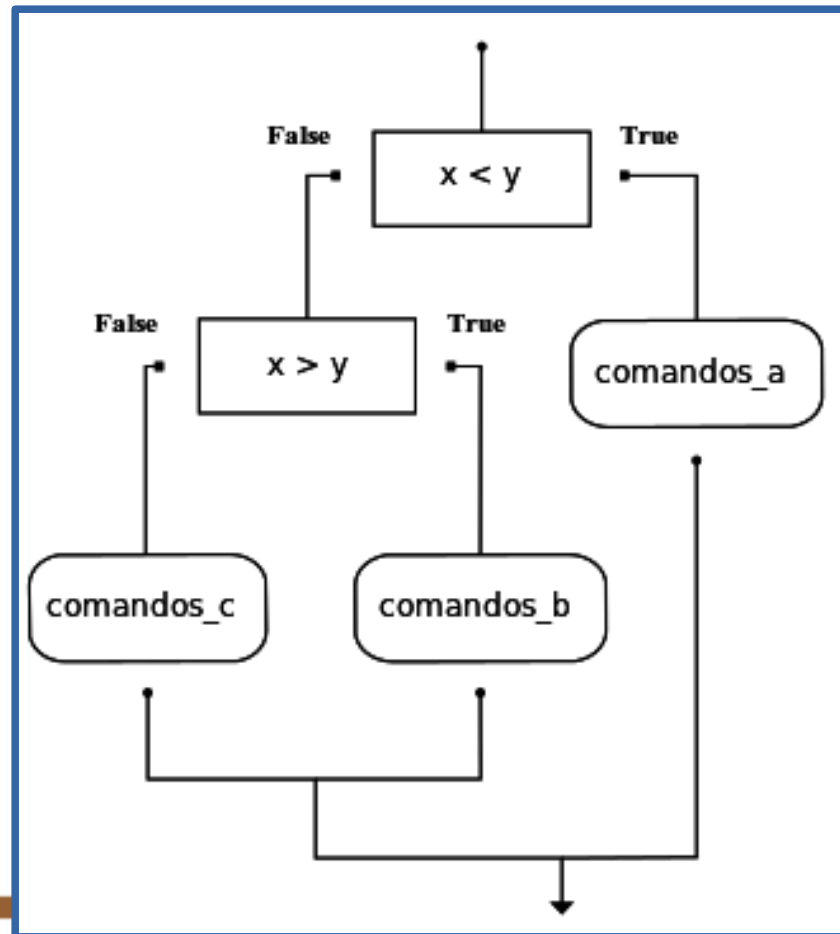 False
x < y
True
False
x > y
True
comandos_a
comandos_c
comandos_b